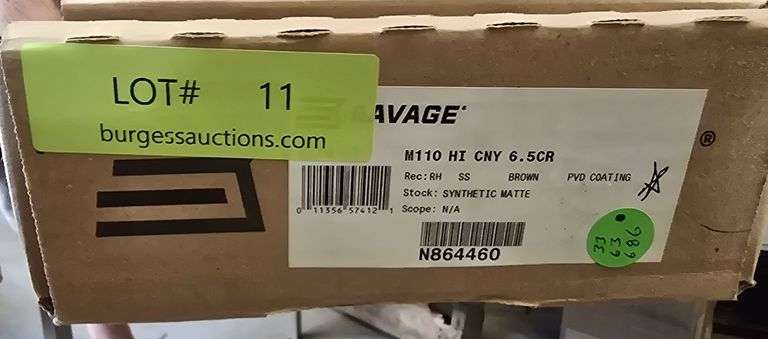 LOT# 11
burgessauctions.com
SAVAGE
®
M110 HI CNY 6.5CR
Rec: RH SS BROWN PVD COATING
Stock: SYNTHETIC MATTE
Scope: N/A
0 11356 57412 1
N864460
33
63
686